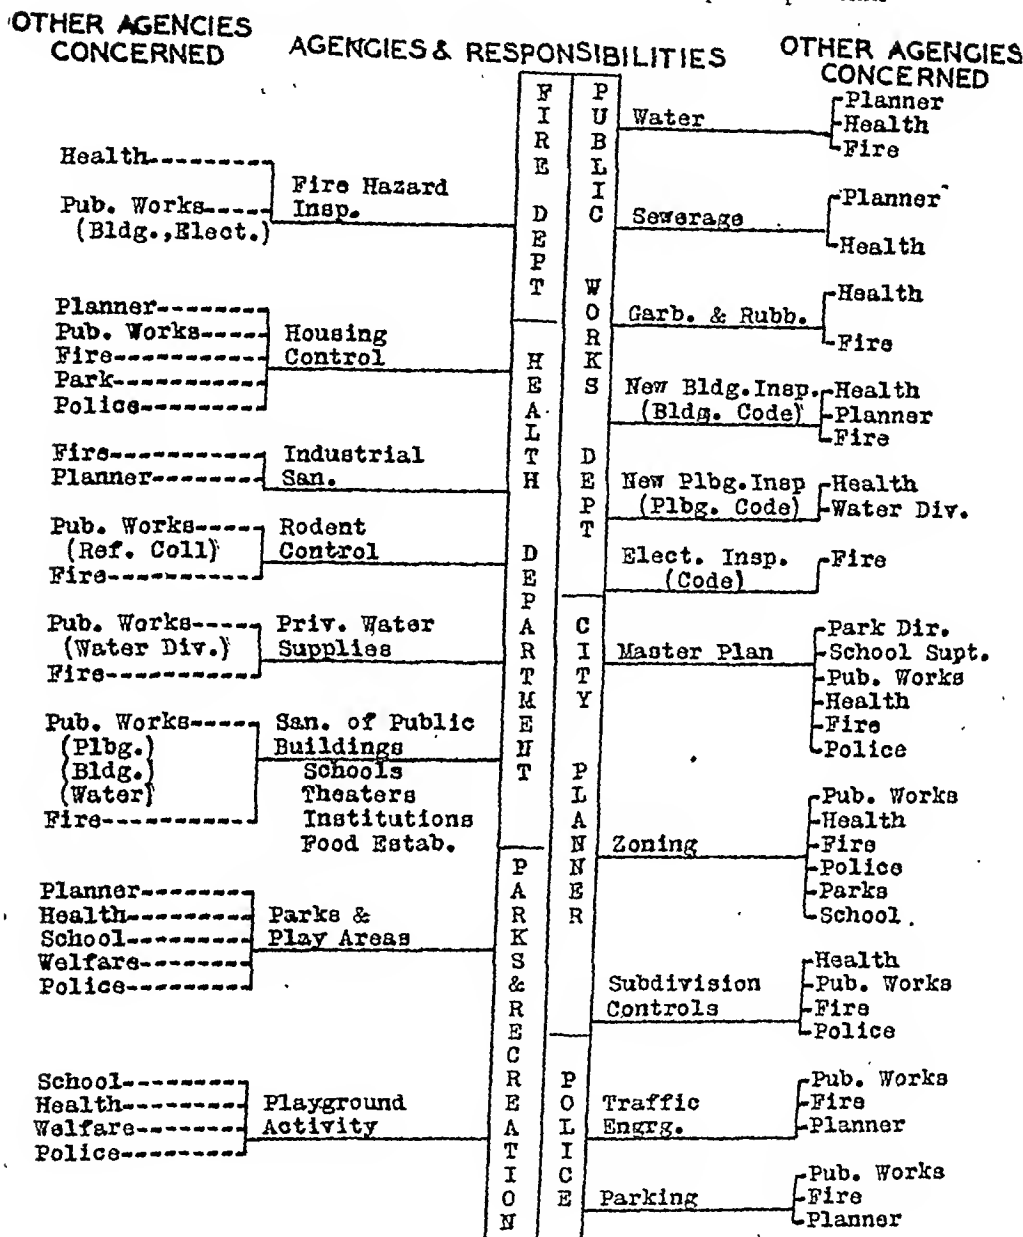 OTHER AGENCIES
CONCERNED
AGENCIES & RESPONSIBILITIES
OTHER AGENCIES
CONCERNED
Health
Pub. Works
(Bldg.,Elect.)
Fire Hazard
Insp.
Planner
Pub. Works
Fire
Park
Police
Housing
Control
Fire
Planner
Industrial
San.
Pub. Works
(Ref. Coll)
Fire
Rodent
Control
Pub. Works
(Water Div.)
Fire
Priv. Water
Supplies
Pub. Works
(Plbg.)
(Bldg.)
(Water)
Fire
San. of Public
Buildings
Schools
Theaters
Institutions
Food Estab.
Planner
Health
School
Welfare
Police
Parks &
Play Areas
School
Health
Welfare
Police
Playground
Activity
FIRE DEPT
HEALTH DEPARTMENT
PARKS & RECREATION
PUBLIC WORKS DEPT
CITY PLANNER
POLICE
Water
Planner
Health
Fire
Sewerage
Planner
Health
Garb. & Rubb.
Health
Fire
New Bldg.Insp.
(Bldg. Code)
Health
Planner
Fire
New Plbg.Insp
(Plbg. Code)
Health
Water Div.
Elect. Insp.
(Code)
Fire
Master Plan
Park Dir.
School Supt.
Pub. Works
Health
Fire
Police
Zoning
Pub. Works
Health
Fire
Police
Parks
School
Subdivision
Controls
Health
Pub. Works
Fire
Police
Traffic
Engrg.
Pub. Works
Fire
Planner
Parking
Pub. Works
Fire
Planner